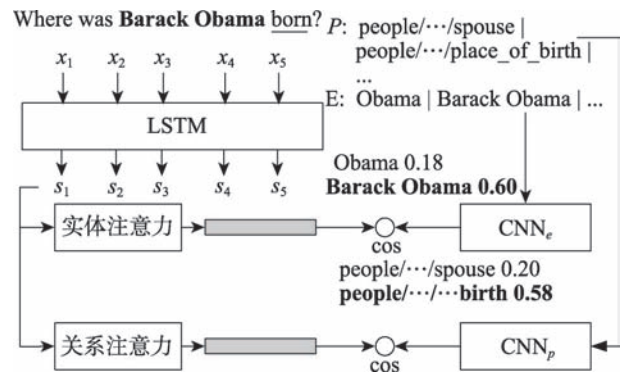 Where was Barack Obama born?
P: people/···/spouse |
people/···/place_of_birth |
...
E: Obama | Barack Obama | ...
x1 x2 x3 x4 x5
LSTM
s1 s2 s3 s4 s5
Obama 0.18
Barack Obama 0.60
实体注意力
cos
CNNe
people/···/spouse 0.20
people/···/···birth 0.58
关系注意力
cos
CNNp